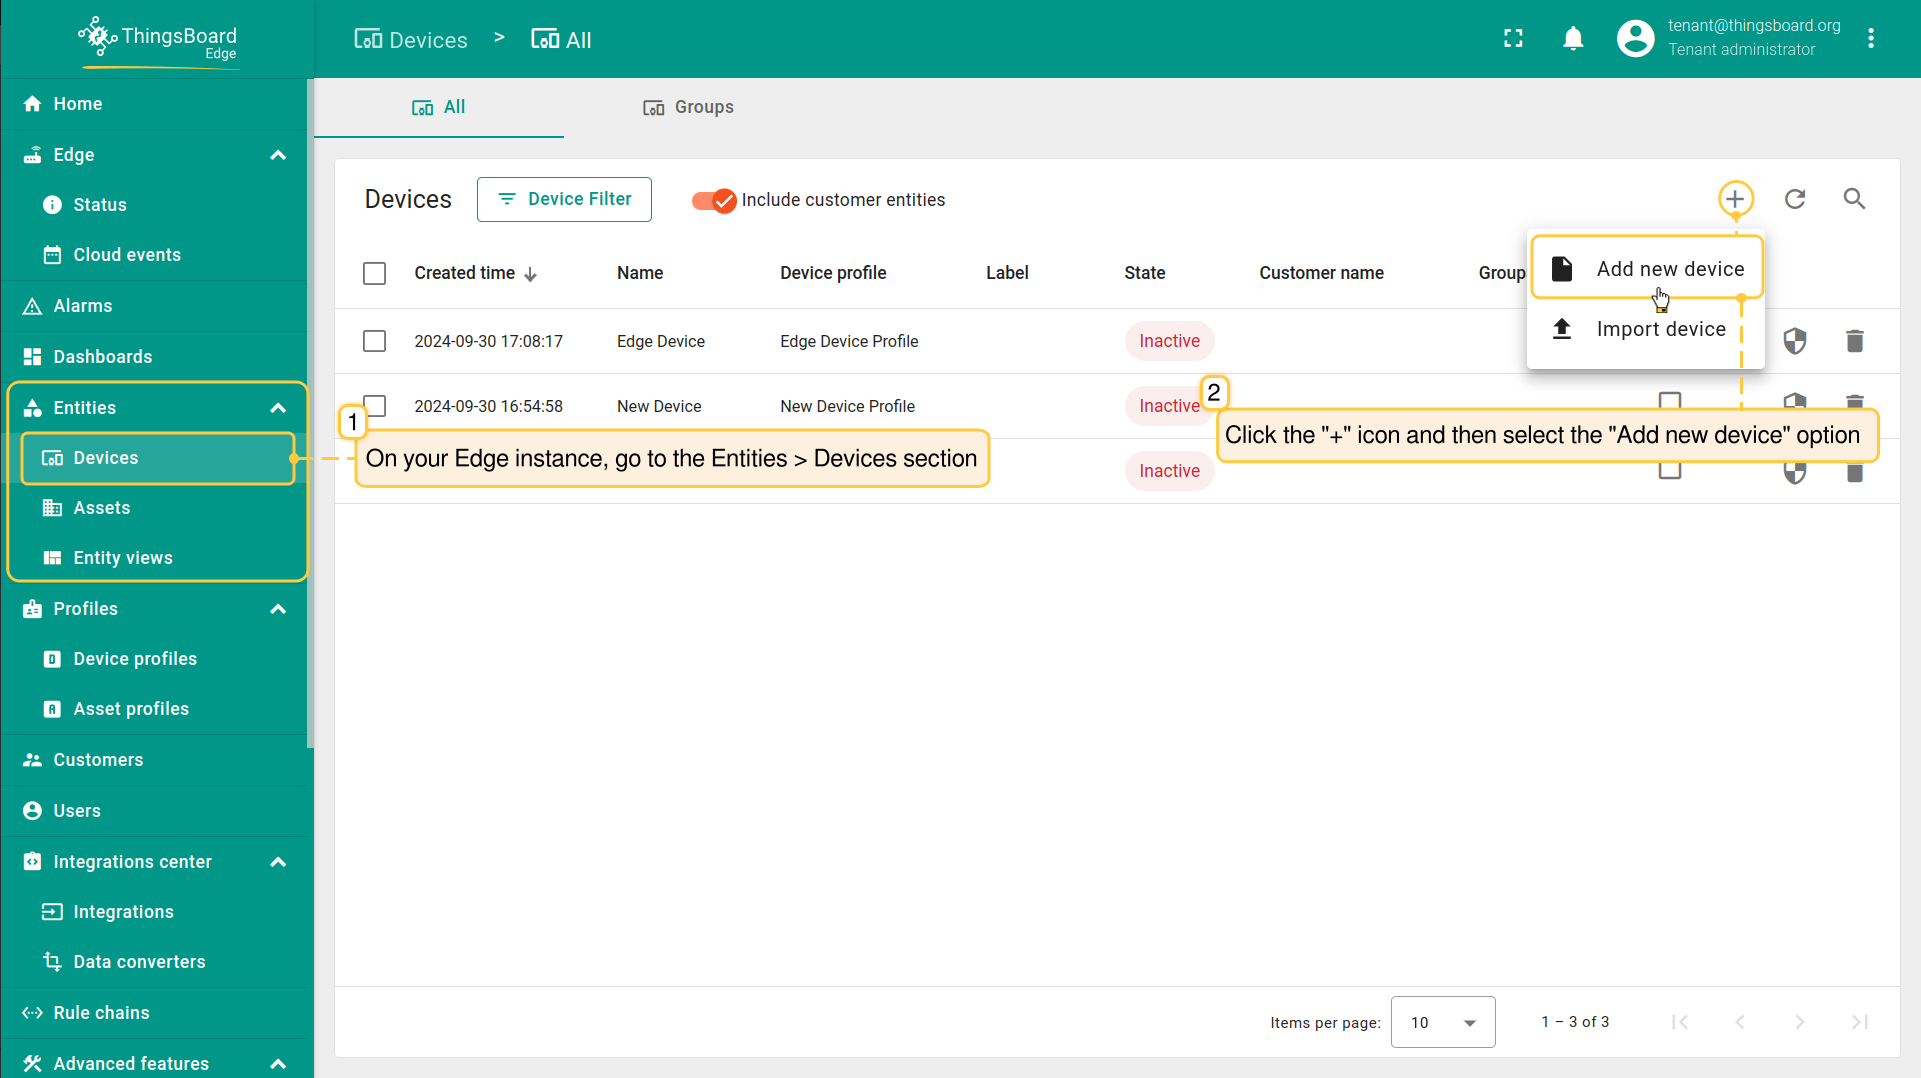 ThingsBoard
Edge
Devices > All
tenant@thingsboard.org
Tenant administrator
Home
Edge
Status
Cloud events
Alarms
Dashboards
Entities
Devices
Assets
Entity views
Profiles
Device profiles
Asset profiles
Customers
Users
Integrations center
Integrations
Data converters
Rule chains
Advanced features
All
Groups
Devices
Device Filter
Include customer entities
Created time
Name
Device profile
Label
State
Customer name
Group
Add new device
Import device
2024-09-30 17:08:17
Edge Device
Edge Device Profile
Inactive
2024-09-30 16:54:58
New Device
New Device Profile
Inactive
1
On your Edge instance, go to the Entities > Devices section
2
Click the "+" icon and then select the "Add new device" option
Inactive
Items per page:
10
1 – 3 of 3